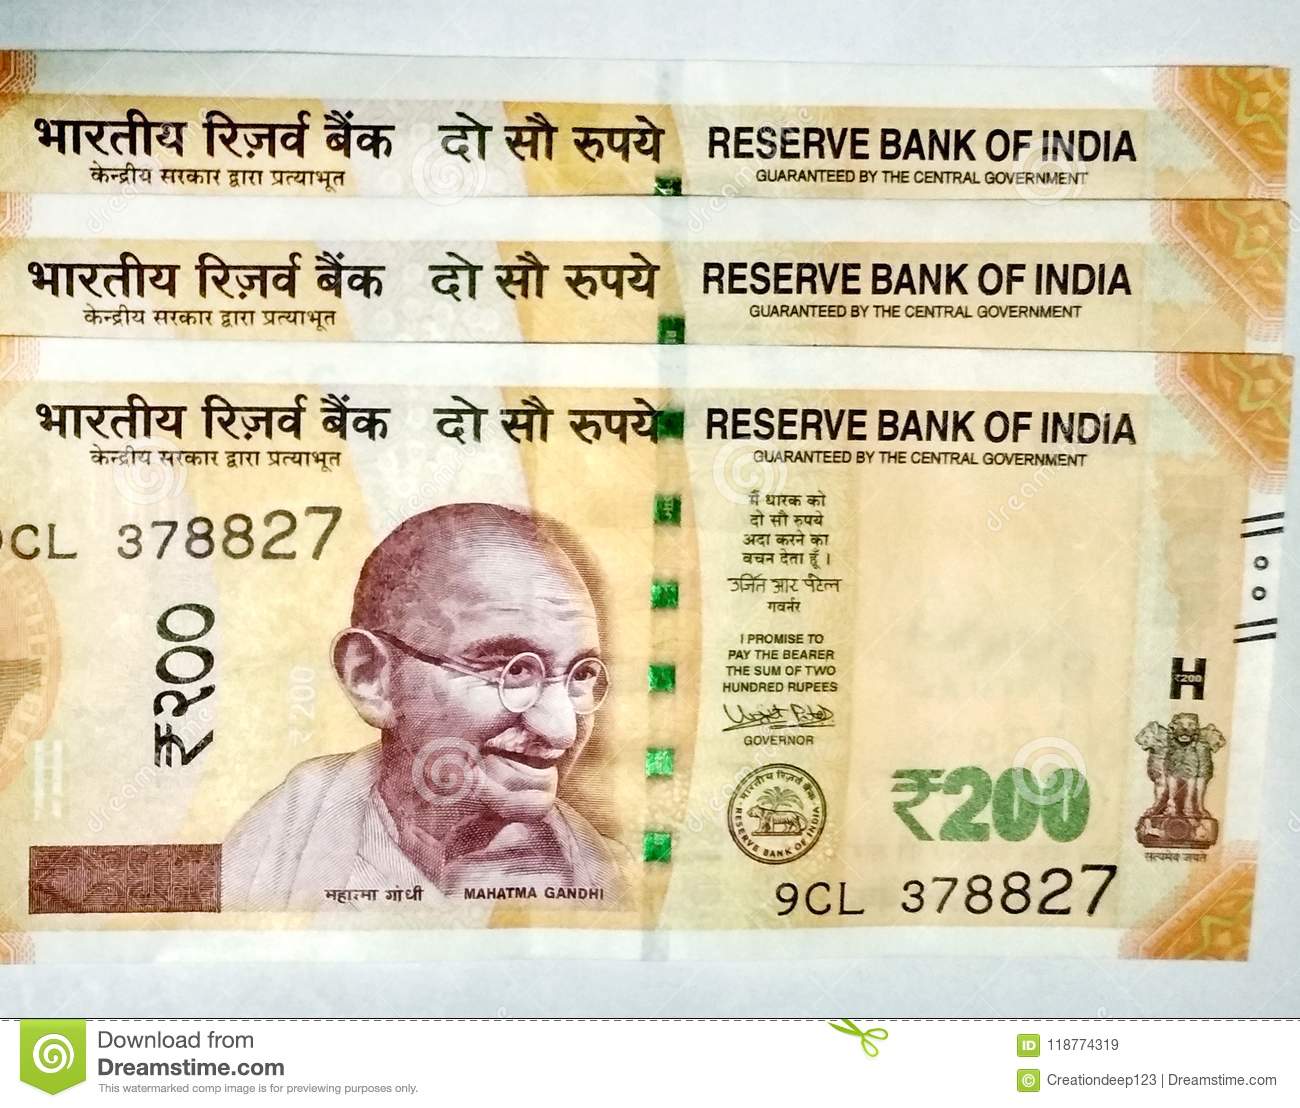 भारतीय रिज़र्व बैंक दो सौ रुपये RESERVE BANK OF INDIA
केन्द्रीय सरकार द्वारा प्रत्याभूत GUARANTEED BY THE CENTRAL GOVERNMENT
भारतीय रिज़र्व बैंक दो सौ रुपये RESERVE BANK OF INDIA
केन्द्रीय सरकार द्वारा प्रत्याभूत GUARANTEED BY THE CENTRAL GOVERNMENT
भारतीय रिज़र्व बैंक दो सौ रुपये RESERVE BANK OF INDIA
केन्द्रीय सरकार द्वारा प्रत्याभूत GUARANTEED BY THE CENTRAL GOVERNMENT
9CL 378827
₹२००
₹200
मैं धारक को
दो सौ रुपये
अदा करने का
वचन देता हूँ ।
उर्जित आर पटेल
गवर्नर
I PROMISE TO
PAY THE BEARER
THE SUM OF TWO
HUNDRED RUPEES
Urjit Patel
GOVERNOR
भारतीय रिज़र्व बैंक
RESERVE BANK OF INDIA
₹200
H
₹200
सत्यमेव जयते
महात्मा गांधी MAHATMA GANDHI
9CL 378827
Download from
Dreamstime.com
This watermarked comp image is for previewing purposes only.
ID 118774319
© Creationdeep123 | Dreamstime.com